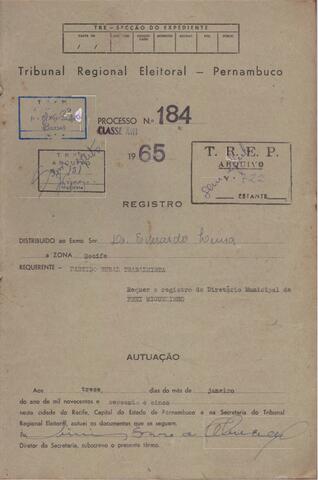 TRE - SECÇÃO DO EXPEDIENTE
Tribunal Regional Eleitoral — Pernambuco
PROCESSO N.º 184
CLASSE
1965
T. R. E.
ARQUIVO
T. R. E. P.
ARQUIVO
V - 722
ESTANTE
REGISTRO
DISTRIBUIDO ao Exmo Snr. Dr. Eduardo
a ZONA Recife
REQUERENTE - PARTIDO RURAL TRABALHISTA
Requer o registro do Diretório Municipal de
FREI MIGUELINHO
AUTUAÇÃO
Aos treze dias do mês de janeiro
do ano de mil novecentos e sessenta e cinco
nesta cidade do Recife, Capital do Estado de Pernambuco e na Secretaria do Tribunal
Regional Eleitoral, autuei os documentos que se seguem.
Eu
Diretor da Secretaria, subscrevo o presente têrmo.